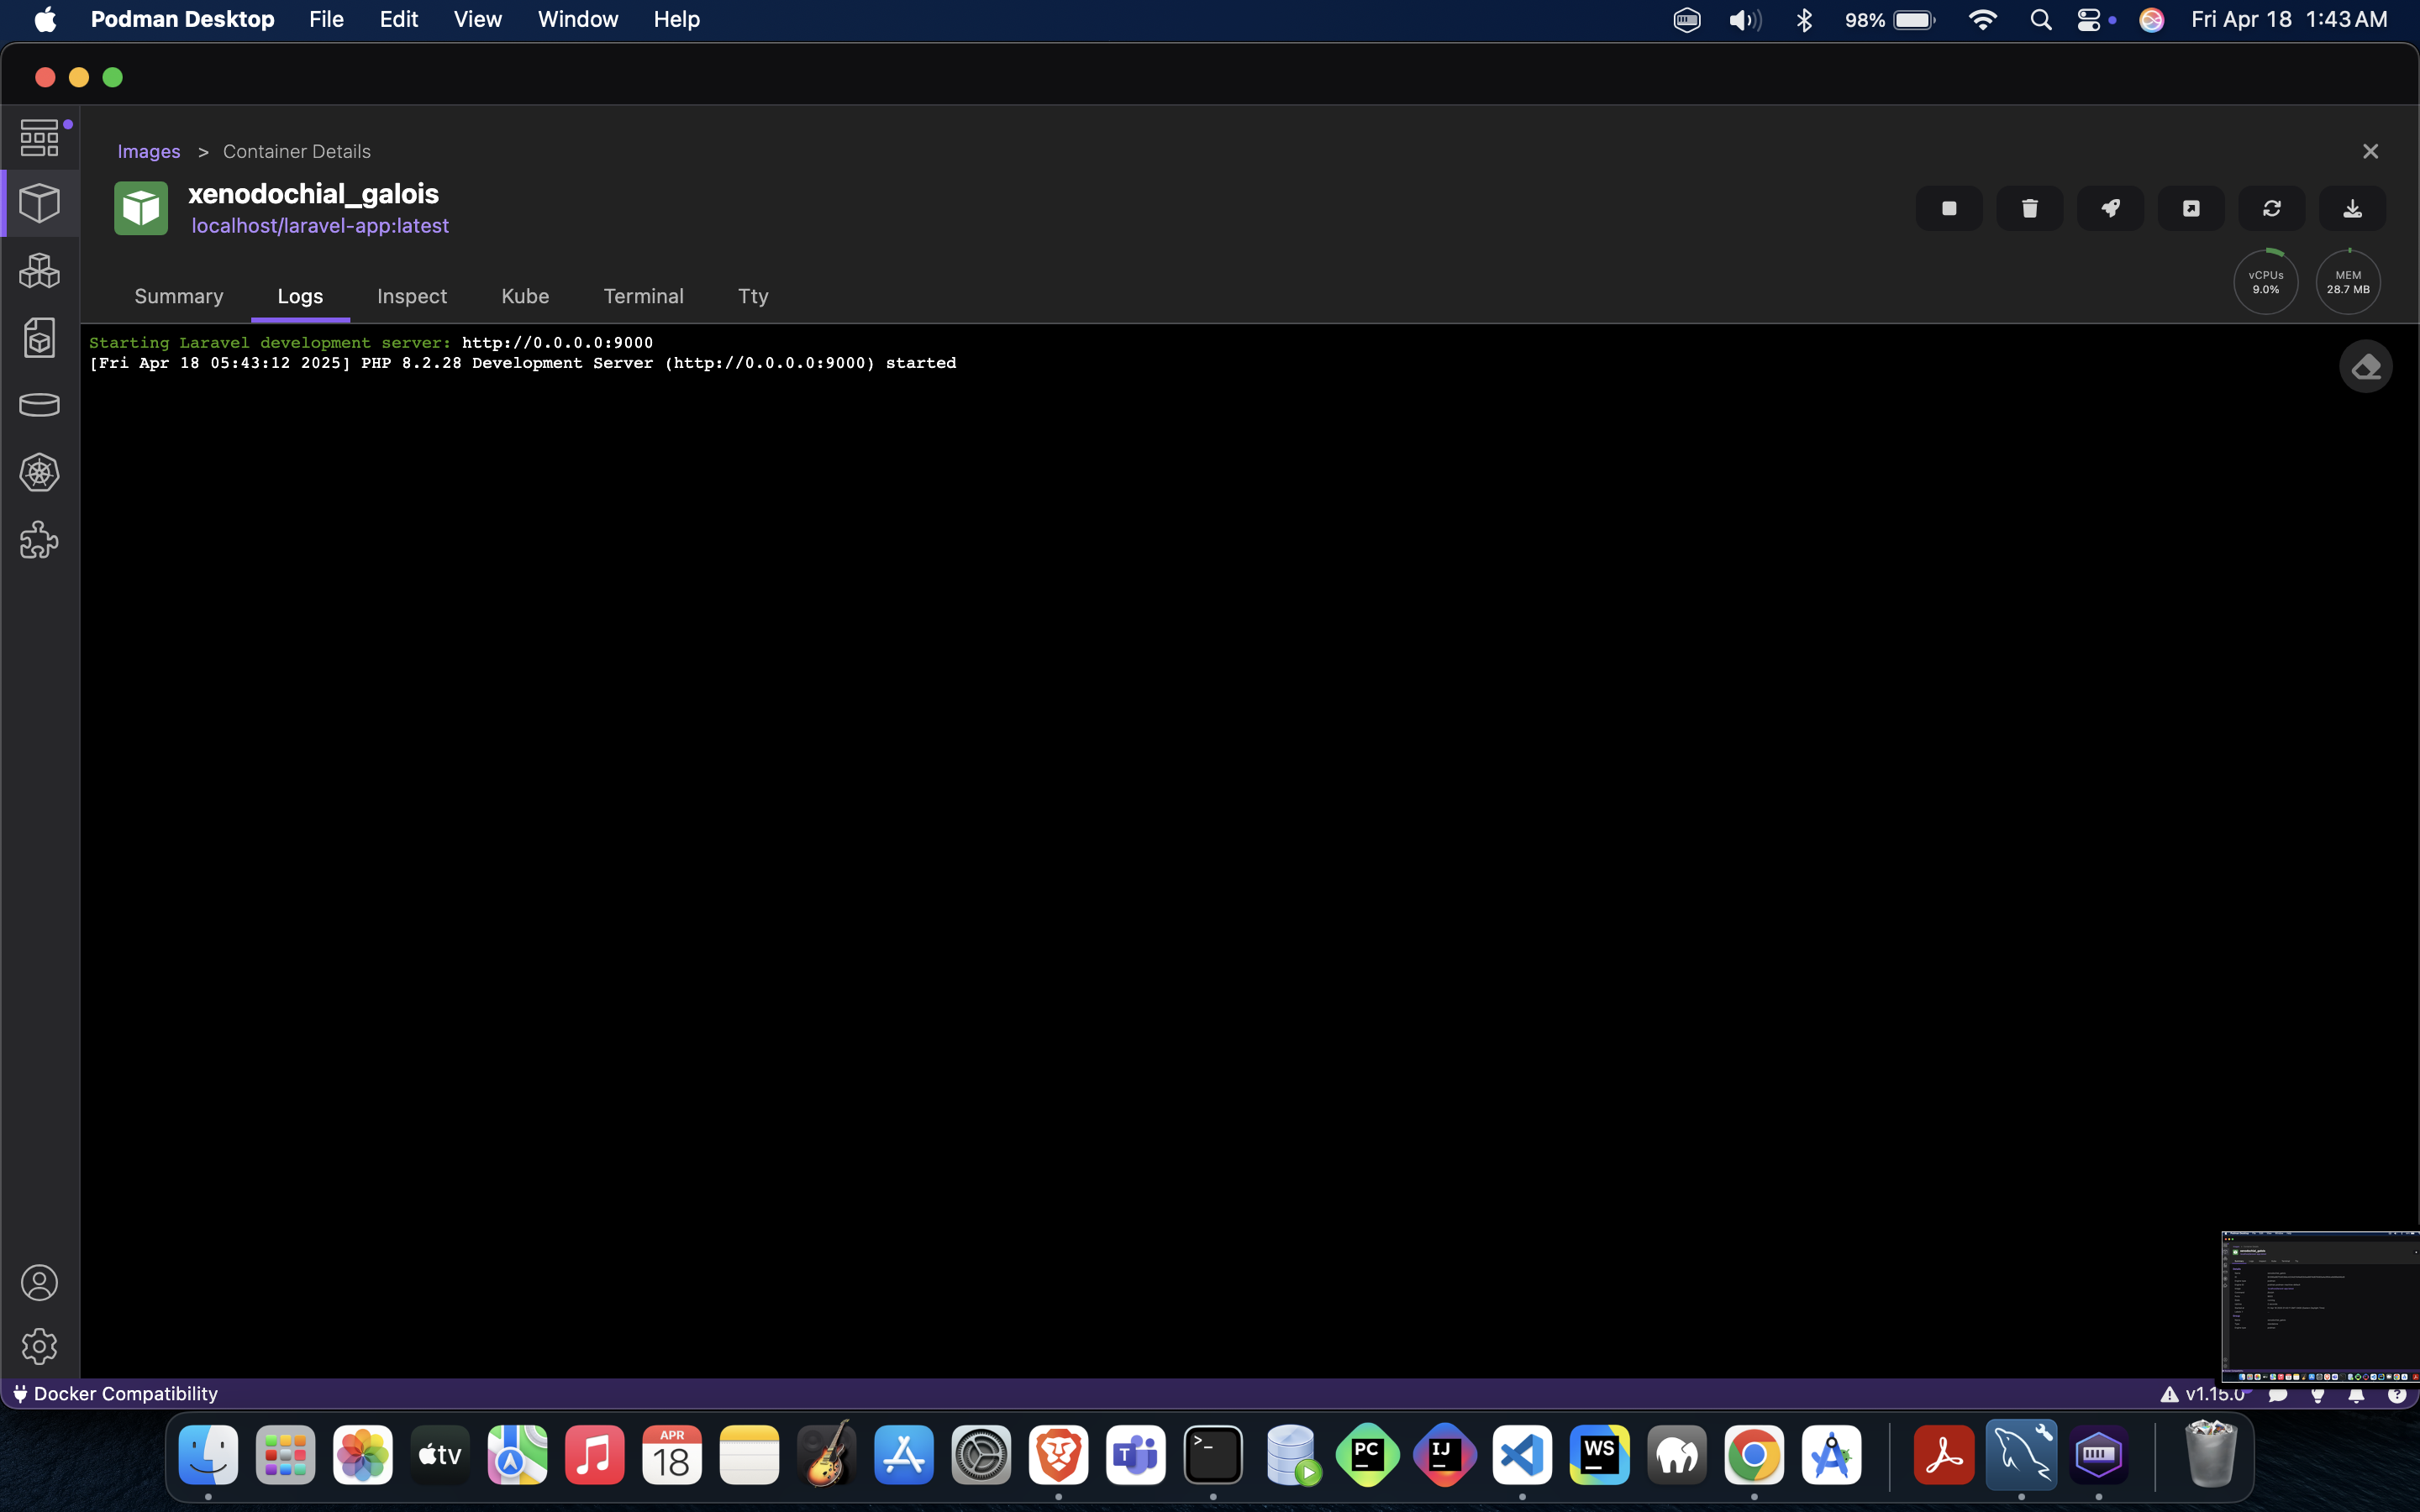 Podman Desktop File Edit View Window Help 98% Fri Apr 18 1:43 AM
Images > Container Details
xenodochial_galois
localhost/laravel-app:latest
vCPUs
9.0%
MEM
28.7 MB
Summary Logs Inspect Kube Terminal Tty
Starting Laravel development server: http://0.0.0.0:9000
[Fri Apr 18 05:43:12 2025] PHP 8.2.28 Development Server (http://0.0.0.0:9000) started
Docker Compatibility
v1.15.0
tv
APR
18
T
>_
PC
IJ
WS